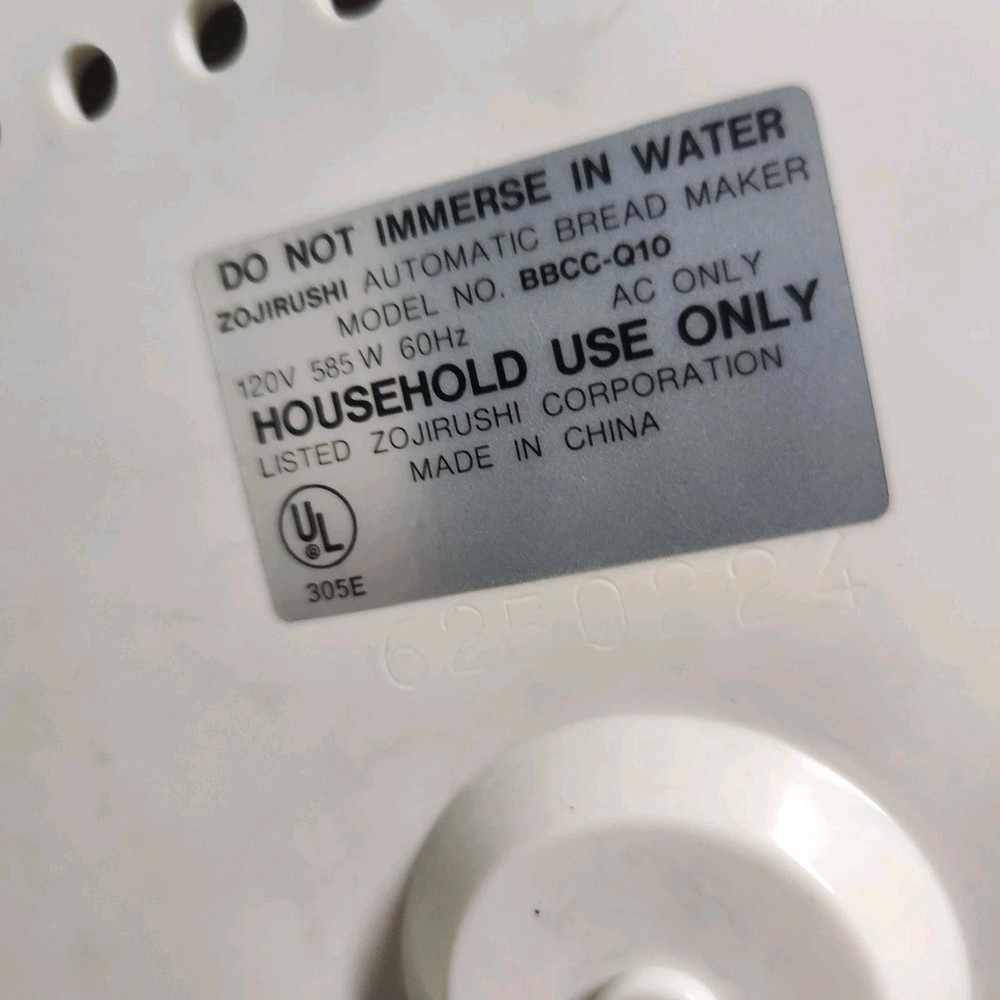 DO NOT IMMERSE IN WATER
ZOJIRUSHI AUTOMATIC BREAD MAKER
MODEL NO. BBCC-Q10
120V 585W 60Hz AC ONLY
HOUSEHOLD USE ONLY
LISTED ZOJIRUSHI CORPORATION
MADE IN CHINA
UL
®
305E
6250224